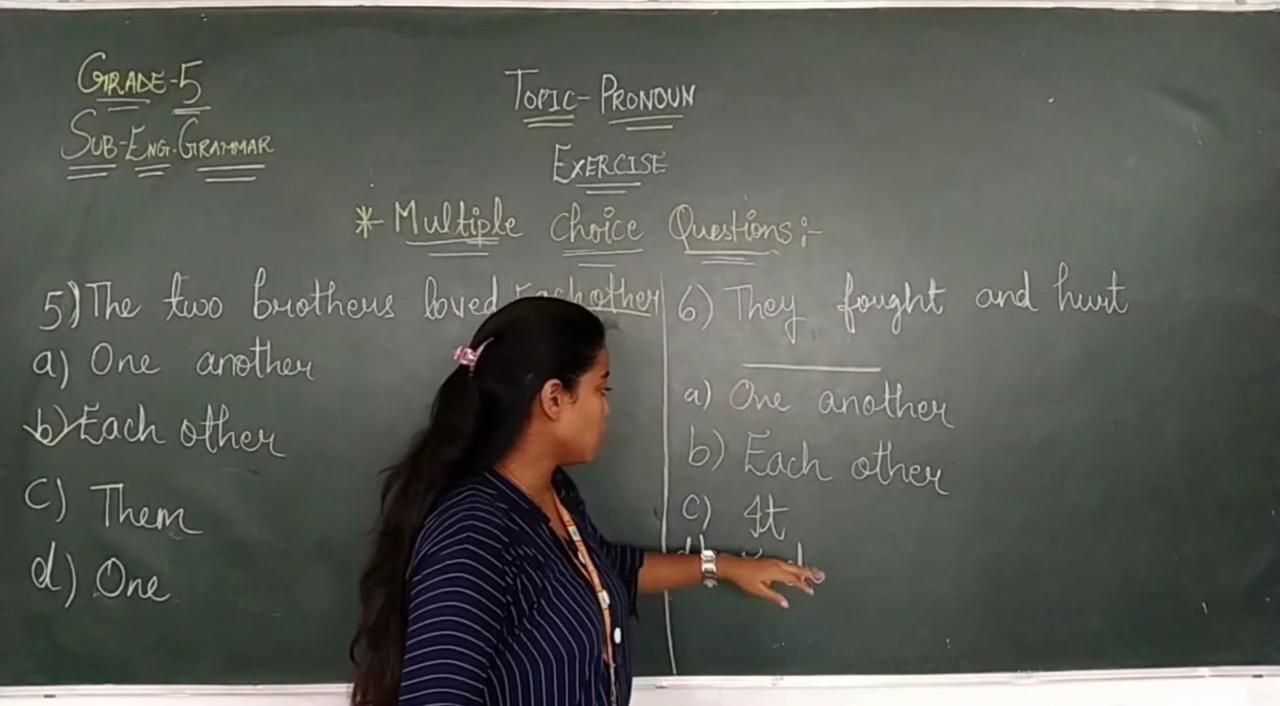 GRADE-5
SUB-ENG.GRAMMAR
TOPIC-PRONOUN
EXERCISE
* Multiple Choice Questions:-
5) The two brothers loved Each other
a) One another
b) Each other
c) Them
d) One
6) They fought and hurt
a) One another
b) Each other
c) It
d)